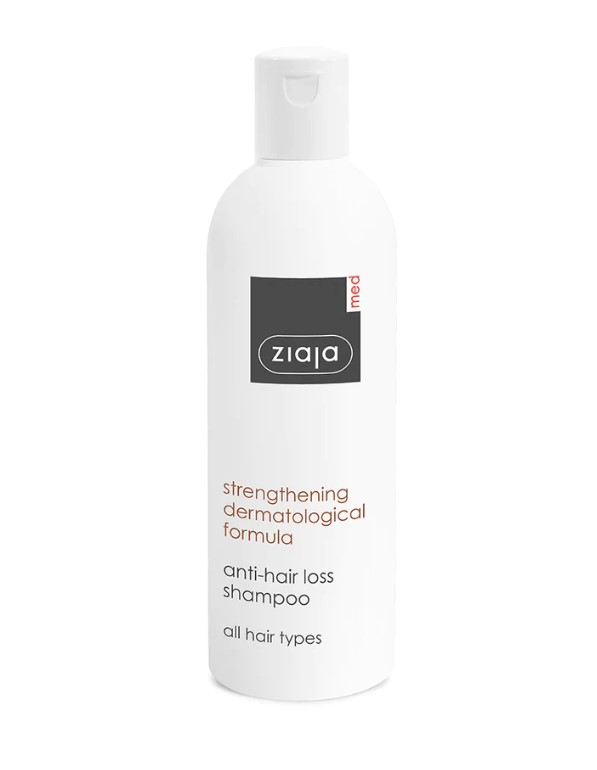 med
ziaja
strengthening
dermatological
formula
anti-hair loss
shampoo
all hair types